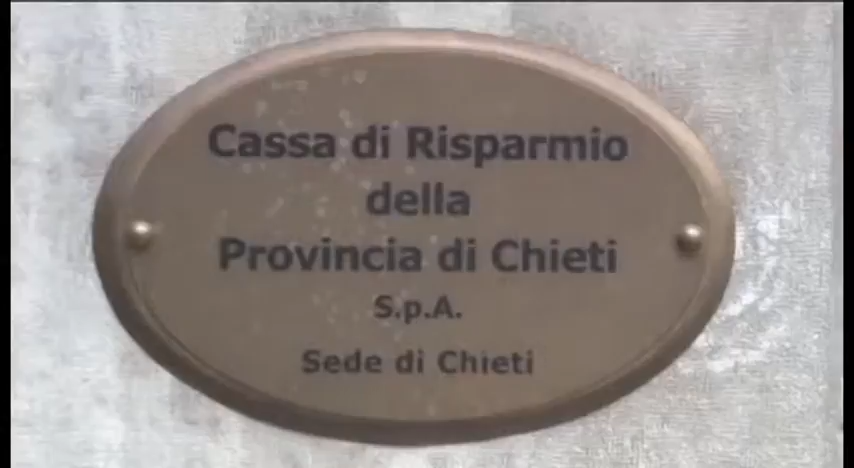 Cassa di Risparmio
della
Provincia di Chieti
S.p.A.
Sede di Chieti